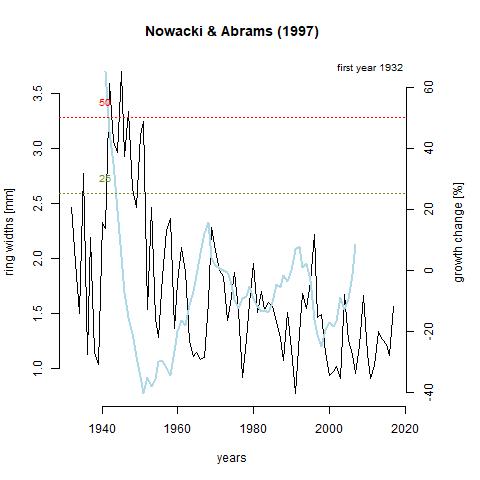 Nowacki & Abrams (1997)
first year 1932
60
3.5
50
3.0
40
25
2.5
20
2.0
0
1.5
-20
1.0
-40
ring widths [mm]
growth change [%]
1940 1960 1980 2000 2020
years